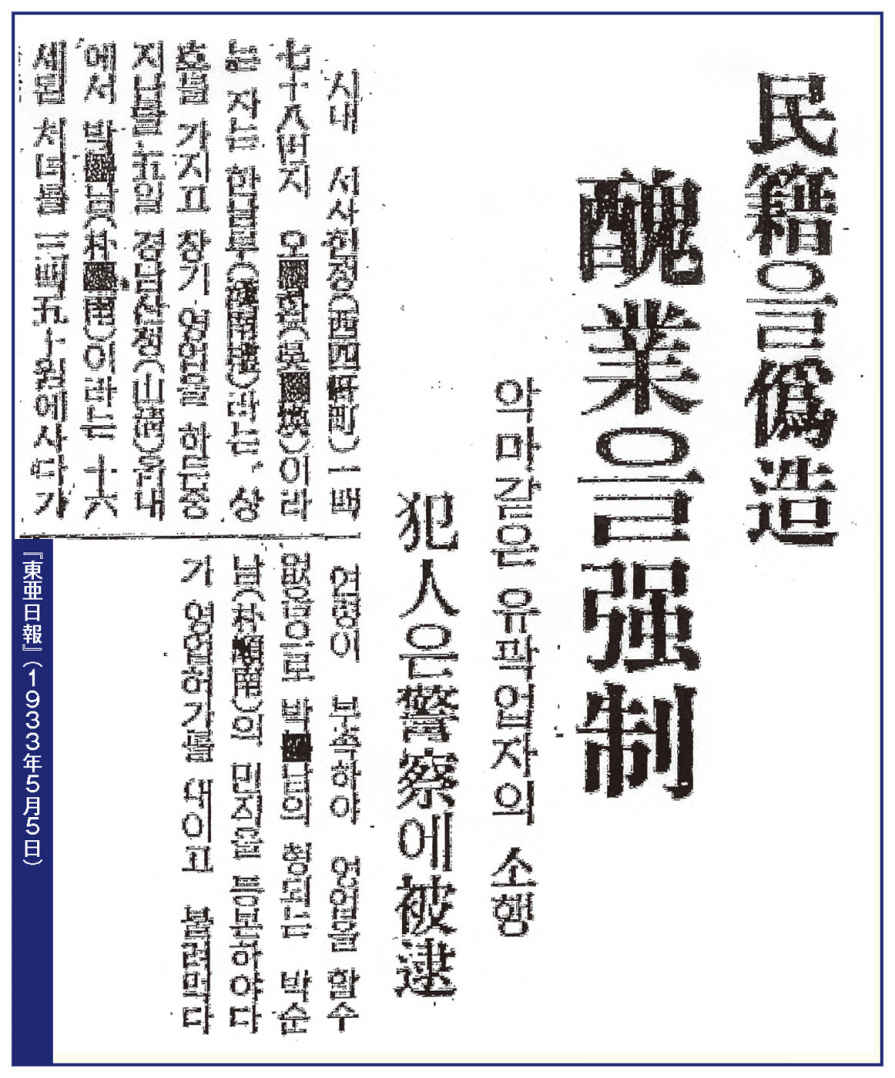 民籍을僞造
醜業을强制
악마갓은 유곽업자의 소행
犯人은警察에被逮
시내 서사헌정(西四軒町)一百
七十八번지 오
이라
는 자는 한남루(漢南樓)라는 상
호를 가지고 창기 영업을 하든중
지난달 五일 경남산청(山淸)읍내
에서 박
남(朴
南)이라는 十六
세된 처녀를 三백五十원에사다가
연령이 부족하야 영업을 할수
없음으로 박
남의 형되는 박순
남(朴順南)의 민적을 등본하야다
가 영업허가를 내이고 불려먹다
『東亜日報』(1933年5月5日)